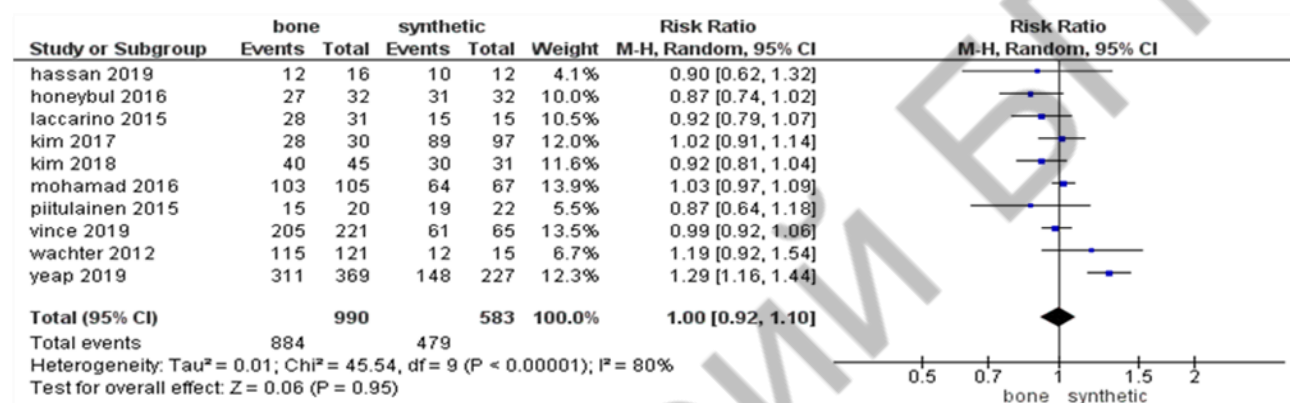 bone synthetic Risk Ratio Risk Ratio
Study or Subgroup Events Total Events Total Weight M-H, Random, 95% CI M-H, Random, 95% CI
hassan 2019 12 16 10 12 4.1% 0.90 [0.62, 1.32]
honeybul 2016 27 32 31 32 10.0% 0.87 [0.74, 1.02]
laccarino 2015 28 31 15 15 10.5% 0.92 [0.79, 1.07]
kim 2017 28 30 89 97 12.0% 1.02 [0.91, 1.14]
kim 2018 40 45 30 31 11.6% 0.92 [0.81, 1.04]
mohamad 2016 103 105 64 67 13.9% 1.03 [0.97, 1.09]
piitulainen 2015 15 20 19 22 5.5% 0.87 [0.64, 1.18]
vince 2019 205 221 61 65 13.5% 0.99 [0.92, 1.06]
wachter 2012 115 121 12 15 6.7% 1.19 [0.92, 1.54]
yeap 2019 311 369 148 227 12.3% 1.29 [1.16, 1.44]
Total (95% CI) 990 583 100.0% 1.00 [0.92, 1.10]
Total events 884 479
Heterogeneity: Tau² = 0.01; Chi² = 45.54, df = 9 (P < 0.00001); I² = 80%
Test for overall effect: Z = 0.06 (P = 0.95)
0.5 0.7 1 1.5 2
bone synthetic